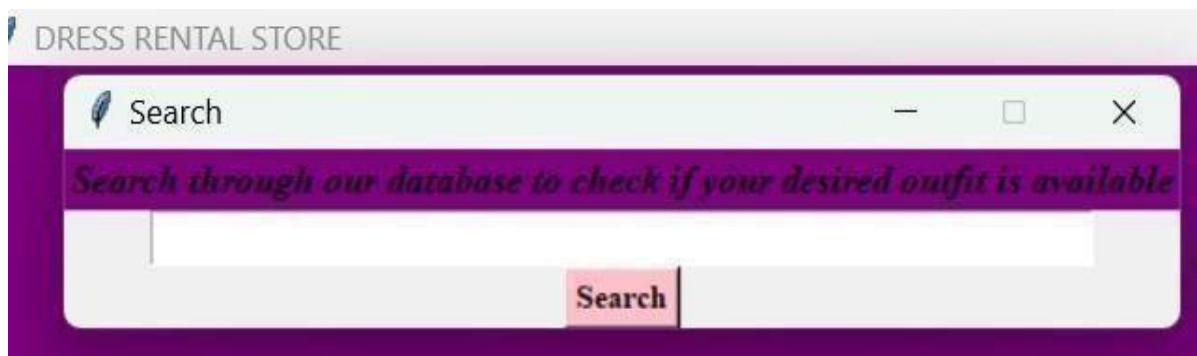 DRESS RENTAL STORE
Search
Search through our database to check if your desired outfit is available
Search